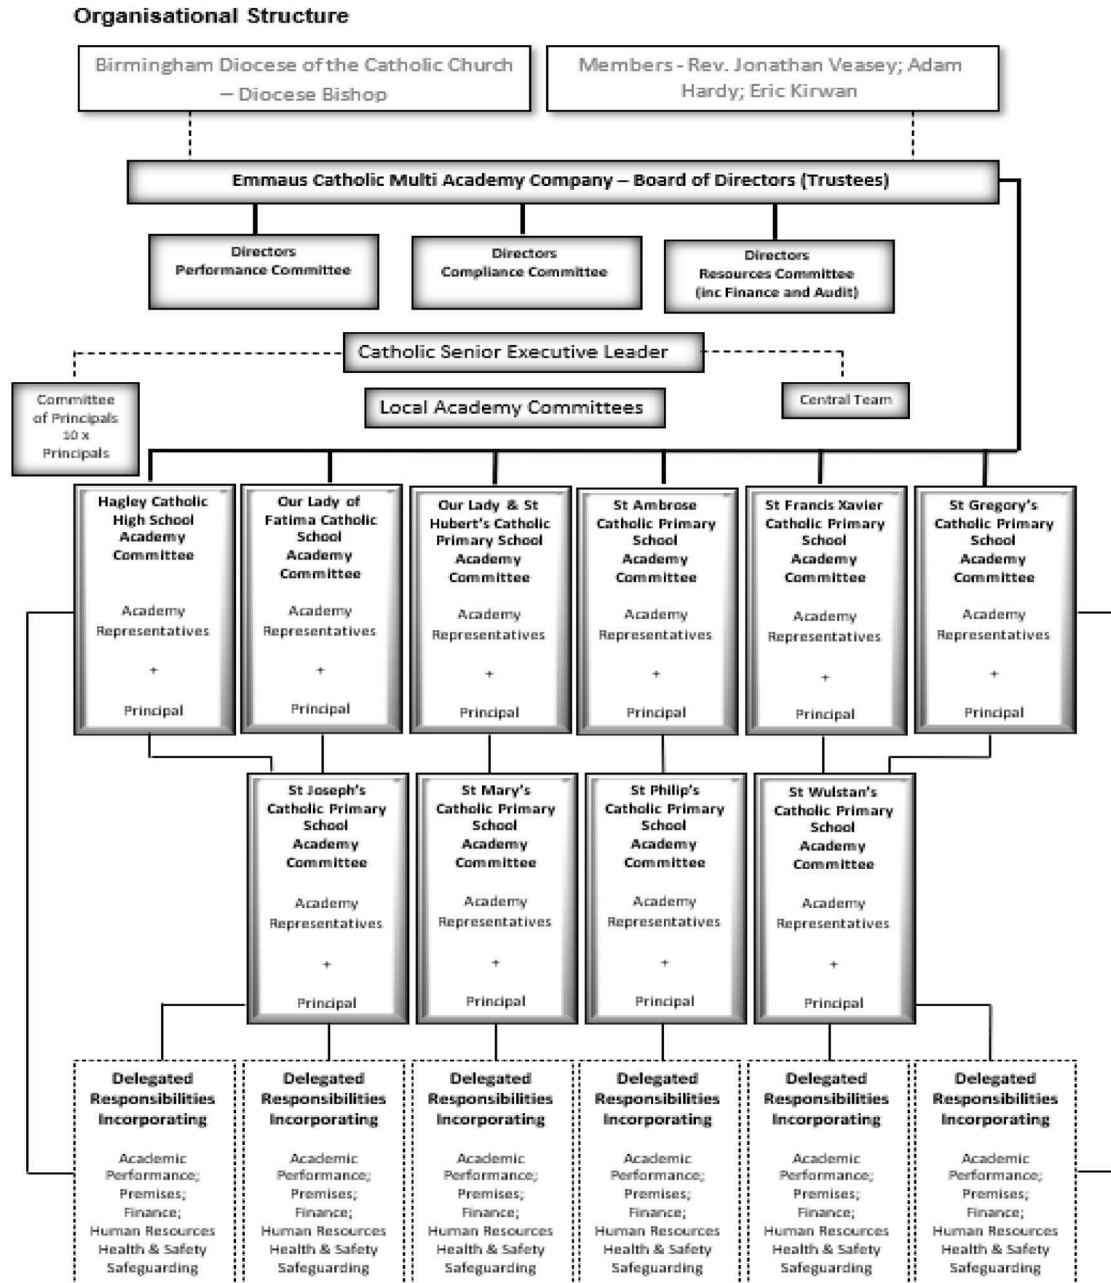 Organisational Structure
Birmingham Diocese of the Catholic Church
– Diocese Bishop
Members - Rev. Jonathan Veasey; Adam
Hardy; Eric Kirwan
Emmaus Catholic Multi Academy Company – Board of Directors (Trustees)
Directors
Performance Committee
Directors
Compliance Committee
Directors
Resources Committee
(inc Finance and Audit)
Catholic Senior Executive Leader
Committee
of Principals
10 x
Principals
Local Academy Committees
Central Team
Hagley Catholic
High School
Academy
Committee
Academy
Representatives
+
Principal
Our Lady of
Fatima Catholic
School
Academy
Committee
Academy
Representatives
+
Principal
Our Lady & St
Hubert's Catholic
Primary School
Academy
Committee
Academy
Representatives
+
Principal
St Ambrose
Catholic Primary
School
Academy
Committee
Academy
Representatives
+
Principal
St Francis Xavier
Catholic Primary
School
Academy
Committee
Academy
Representatives
+
Principal
St Gregory's
Catholic Primary
School
Academy
Committee
Academy
Representatives
+
Principal
St Joseph's
Catholic Primary
School
Academy
Committee
Academy
Representatives
+
Principal
St Mary's
Catholic Primary
School
Academy
Committee
Academy
Representatives
+
Principal
St Philip's
Catholic Primary
School
Academy
Committee
Academy
Representatives
+
Principal
St Wulstan's
Catholic Primary
School
Academy
Committee
Academy
Representatives
+
Principal
Delegated
Responsibilities
Incorporating
Academic
Performance;
Premises;
Finance;
Human Resources
Health & Safety
Safeguarding
Delegated
Responsibilities
Incorporating
Academic
Performance;
Premises;
Finance;
Human Resources
Health & Safety
Safeguarding
Delegated
Responsibilities
Incorporating
Academic
Performance;
Premises;
Finance;
Human Resources
Health & Safety
Safeguarding
Delegated
Responsibilities
Incorporating
Academic
Performance;
Premises;
Finance;
Human Resources
Health & Safety
Safeguarding
Delegated
Responsibilities
Incorporating
Academic
Performance;
Premises;
Finance;
Human Resources
Health & Safety
Safeguarding
Delegated
Responsibilities
Incorporating
Academic
Performance;
Premises;
Finance;
Human Resources
Health & Safety
Safeguarding